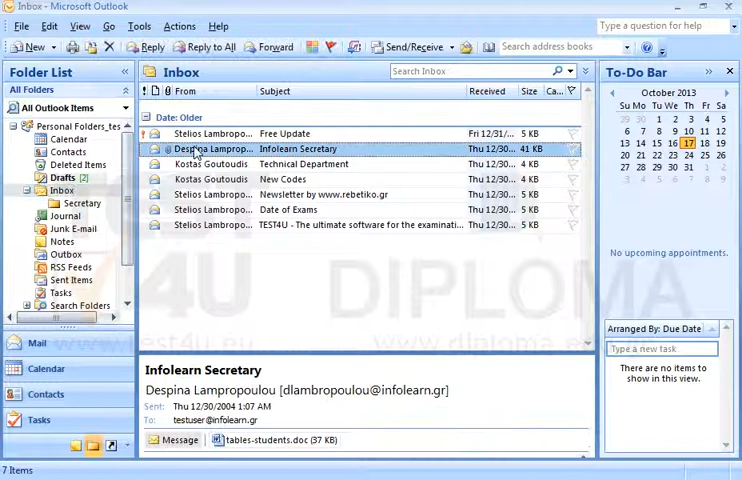 Inbox - Microsoft Outlook
File Edit View Go Tools Actions Help
Type a question for help
New Reply Reply to All Forward Send/Receive Search address books
Folder List
All Folders
All Outlook Items
Personal Folders_tes
Calendar
Contacts
Deleted Items
Drafts [2]
Inbox
Secretary
Journal
Junk E-mail
Notes
Outbox
RSS Feeds
Sent Items
Tasks
Search Folders
Mail
Calendar
Contacts
Tasks
7 Items
Inbox
Search Inbox
From Subject Received Size Ca...
Date: Older
Stelios Lambropo... Free Update Fri 12/31/... 5 KB
Despina Lamprop... Infolearn Secretary Thu 12/30... 41 KB
Kostas Goutoudis Technical Department Thu 12/30... 5 KB
Kostas Goutoudis New Codes Thu 12/30... 5 KB
Stelios Lambropo... Newsletter by www.rebetiko.gr Thu 12/30... 5 KB
Stelios Lambropo... Date of Exams Thu 12/30... 5 KB
Stelios Lambropo... TEST4U - The ultimate software for the examinati... Thu 12/30... 5 KB
TEST
4U
DIPLOMA
www.test4u.eu
Infolearn Secretary
Despina Lampropoulou [dlambropoulou@infolearn.gr]
Sent: Thu 12/30/2004 1:07 AM
To: testuser@infolearn.gr
Message tables-students.doc (37 KB)
To-Do Bar
October 2013
Su Mo Tu We Th Fr Sa
29 30 1 2 3 4 5
6 7 8 9 10 11 12
13 14 15 16 17 18 19
20 21 22 23 24 25 26
27 28 29 30 31
No upcoming appointments.
Arranged By: Due Date
Type a new task
There are no items to
show in this view.